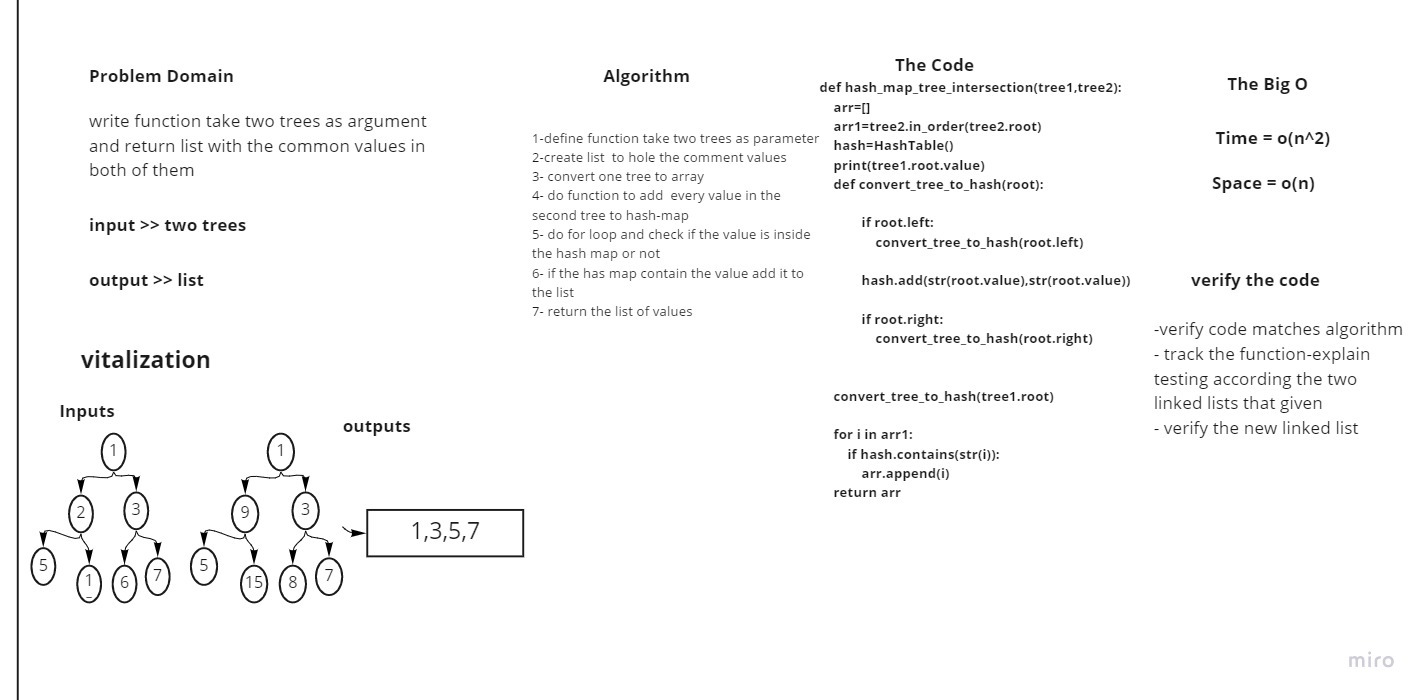 Problem Domain
write function take two trees as argument
and return list with the common values in
both of them
input >> two trees
output >> list
vitalization
Inputs
outputs
1
2
3
5
1
6
7
1
9
3
5
15
8
7
1,3,5,7
Algorithm
1-define function take two trees as parameter
2-create list  to hole the comment values
3- convert one tree to array
4- do function to add  every value in the
second tree to hash-map
5- do for loop and check if the value is inside
the hash map or not
6- if the has map contain the value add it to
the list
7- return the list of values
The Code
def hash_map_tree_intersection(tree1,tree2):
arr=[]
arr1=tree2.in_order(tree2.root)
hash=HashTable()
print(tree1.root.value)
def convert_tree_to_hash(root):
if root.left:
convert_tree_to_hash(root.left)
hash.add(str(root.value),str(root.value))
if root.right:
convert_tree_to_hash(root.right)
convert_tree_to_hash(tree1.root)
for i in arr1:
if hash.contains(str(i)):
arr.append(i)
return arr
The Big O
Time = o(n^2)
Space = o(n)
verify the code
-verify code matches algorithm
- track the function-explain
testing according the two
linked lists that given
- verify the new linked list
miro